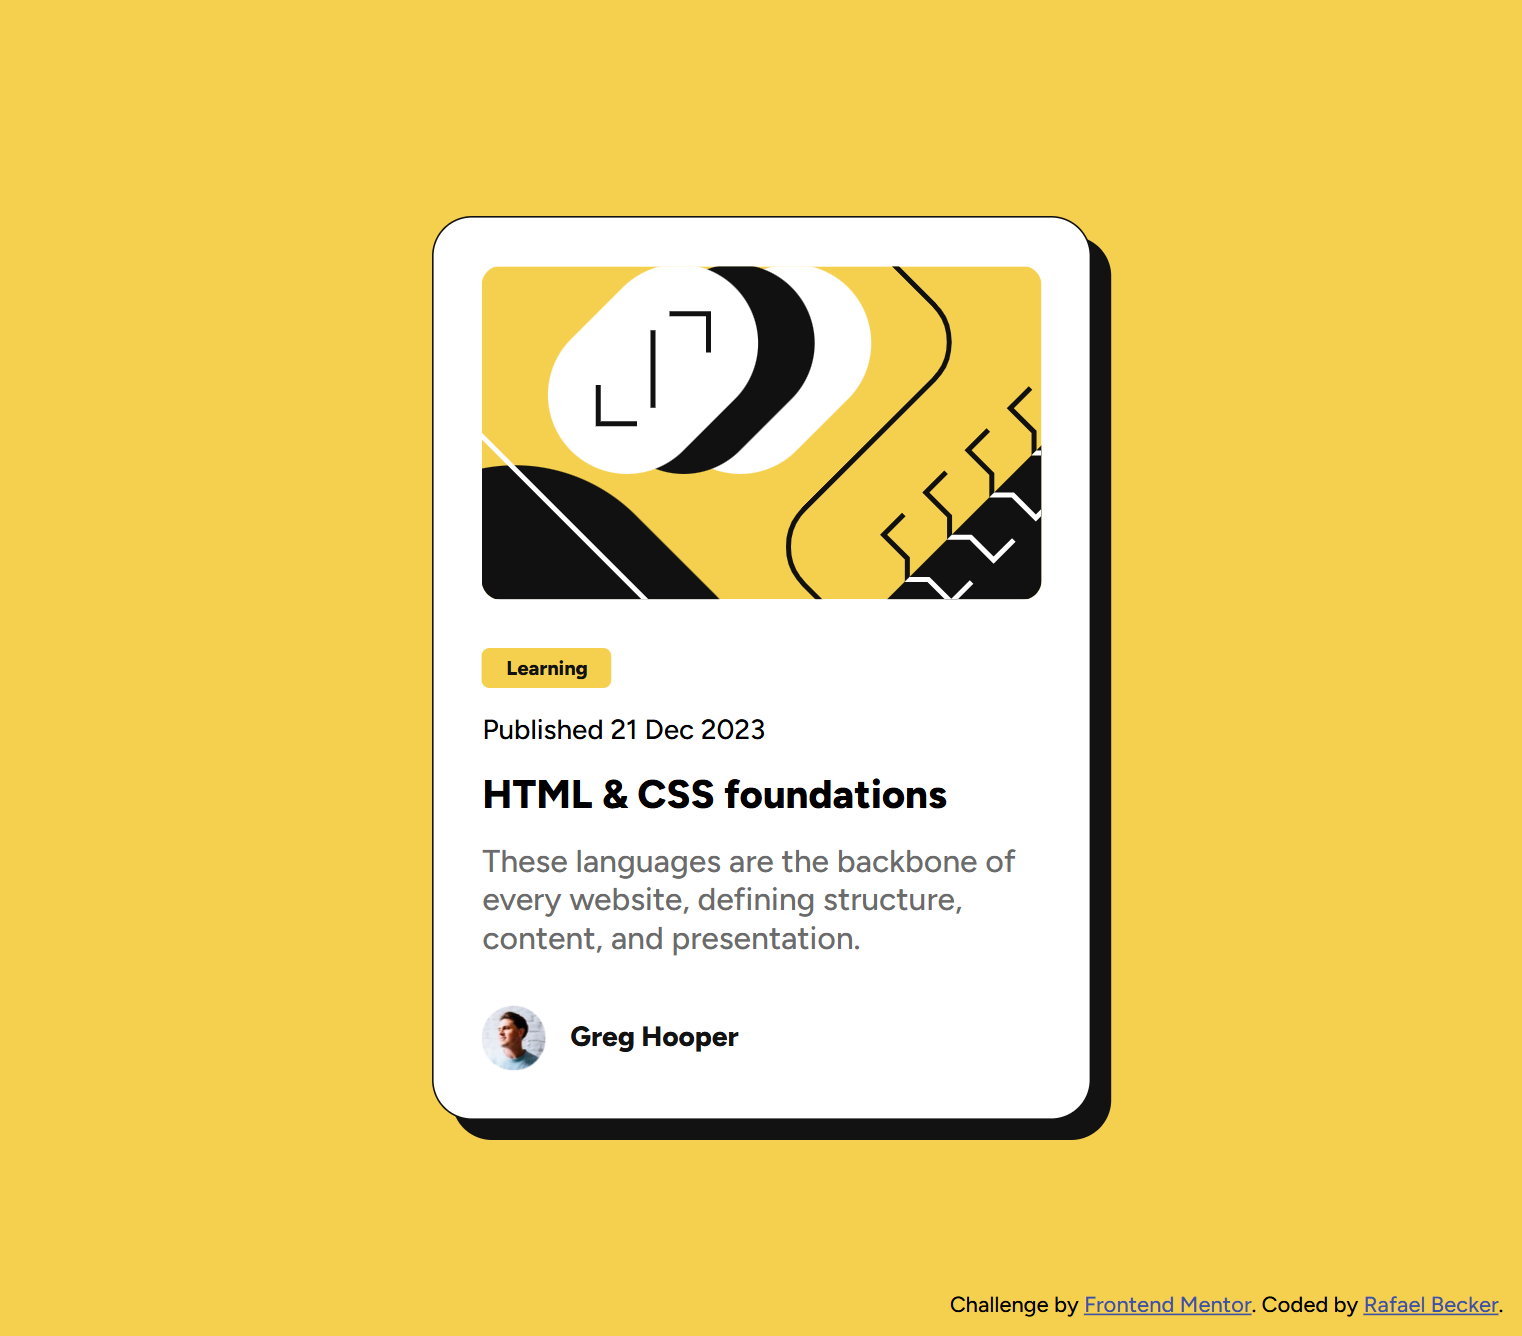 Learning
Published 21 Dec 2023
HTML & CSS foundations
These languages are the backbone of
every website, defining structure,
content, and presentation.
Greg Hooper
Challenge by Frontend Mentor. Coded by Rafael Becker.